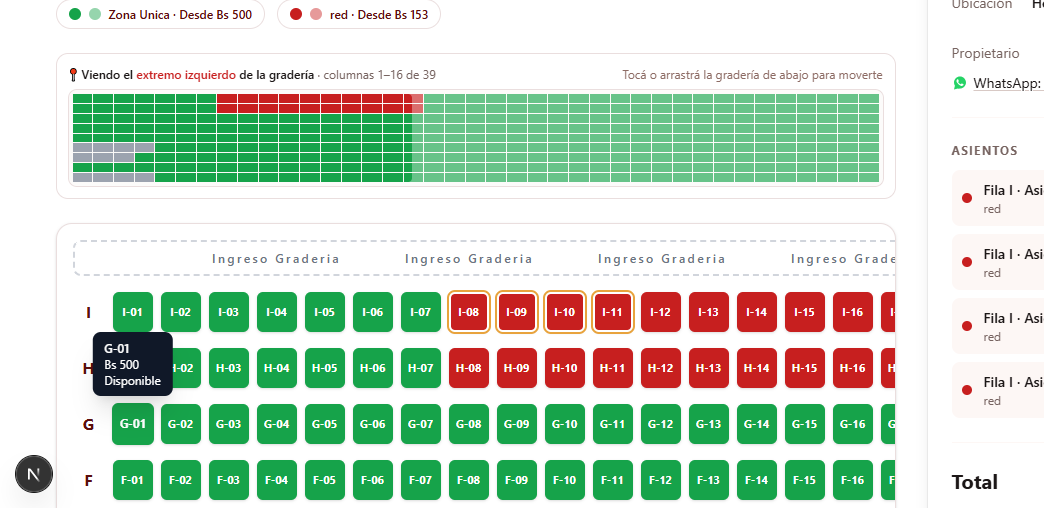 Zona Unica · Desde Bs 500
red · Desde Bs 153
Ubicación
Viendo el extremo izquierdo de la gradería · columnas 1–16 de 39
Tocá o arrastrá la gradería de abajo para moverte
Propietario
WhatsApp:
ASIENTOS
Fila I · Asi
red
Fila I · Asi
red
Fila I · Asi
red
Fila I · Asi
red
Total
Ingreso Graderia Ingreso Graderia Ingreso Graderia Ingreso Grade
I I-01 I-02 I-03 I-04 I-05 I-06 I-07 I-08 I-09 I-10 I-11 I-12 I-13 I-14 I-15 I-16
G-01
Bs 500
Disponible
H H-02 H-03 H-04 H-05 H-06 H-07 H-08 H-09 H-10 H-11 H-12 H-13 H-14 H-15 H-16 H
G G-01 G-02 G-03 G-04 G-05 G-06 G-07 G-08 G-09 G-10 G-11 G-12 G-13 G-14 G-15 G-16 G
F F-01 F-02 F-03 F-04 F-05 F-06 F-07 F-08 F-09 F-10 F-11 F-12 F-13 F-14 F-15 F-16 F
N